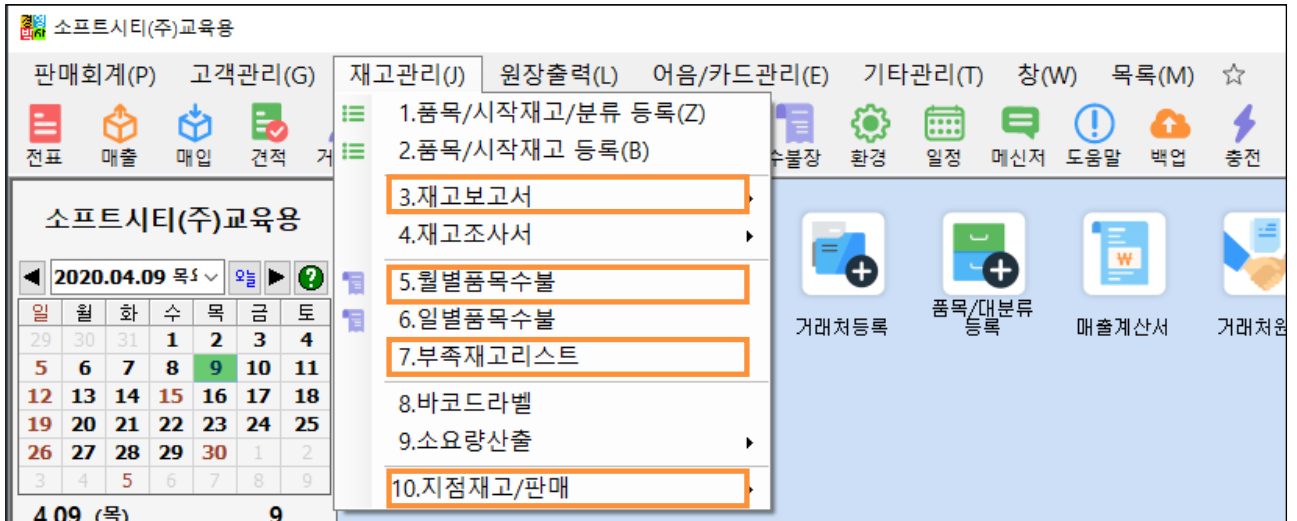 경영박사
소프트시티(주)교육용
판매회계(P) 고객관리(G) 재고관리(J) 원장출력(L) 어음/카드관리(E) 기타관리(T) 창(W) 목록(M) ☆
전표 매출 매입 견적 거 수불장 환경 일정 메신저 도움말 백업 충전
1.품목/시작재고/분류 등록(Z)
2.품목/시작재고 등록(B)
3.재고보고서
4.재고조사서
5.월별품목수불
6.일별품목수불
7.부족재고리스트
8.바코드라벨
9.소요량산출
10.지점재고/판매
소프트시티(주)교육용
2020.04.09 목 오늘 ?
일 월 화 수 목 금 토
29 30 31 1 2 3 4
5 6 7 8 9 10 11
12 13 14 15 16 17 18
19 20 21 22 23 24 25
26 27 28 29 30 1 2
3 4 5 6 7 8 9
4.09 (목) 9
거래처등록
품목/대분류
등록
₩
매출계산서
거래처원